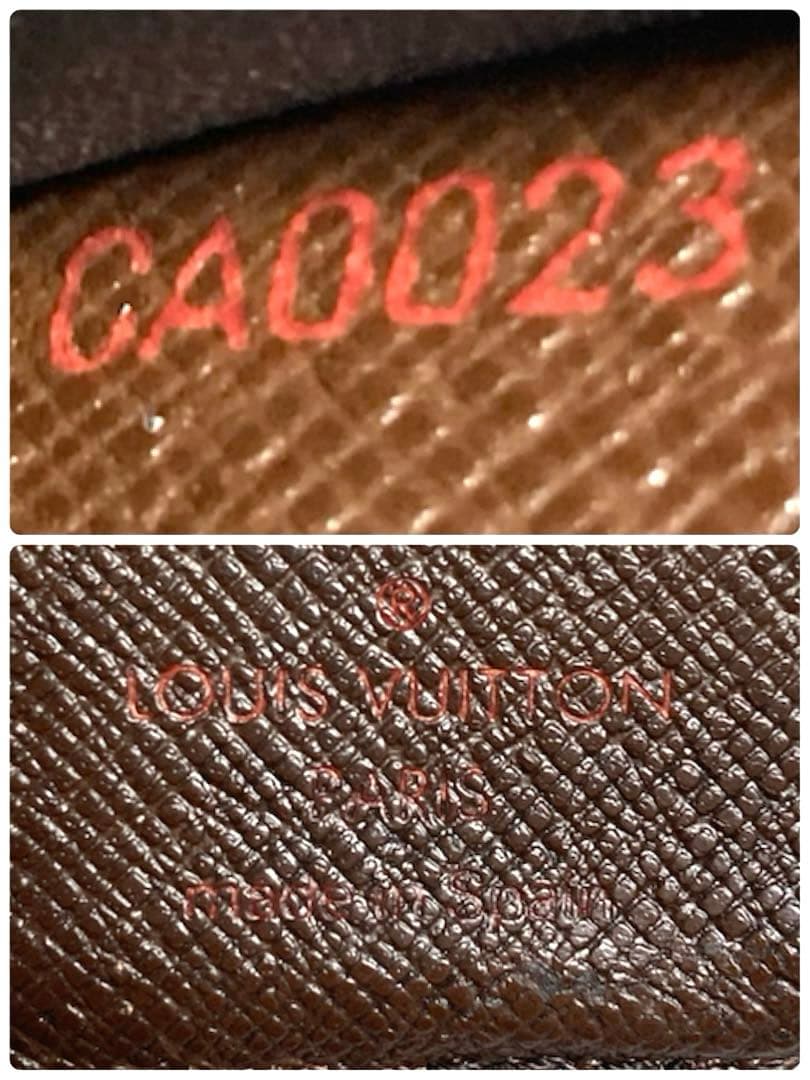 CA0023
®
LOUIS VUITTON
PARIS
made in Spain